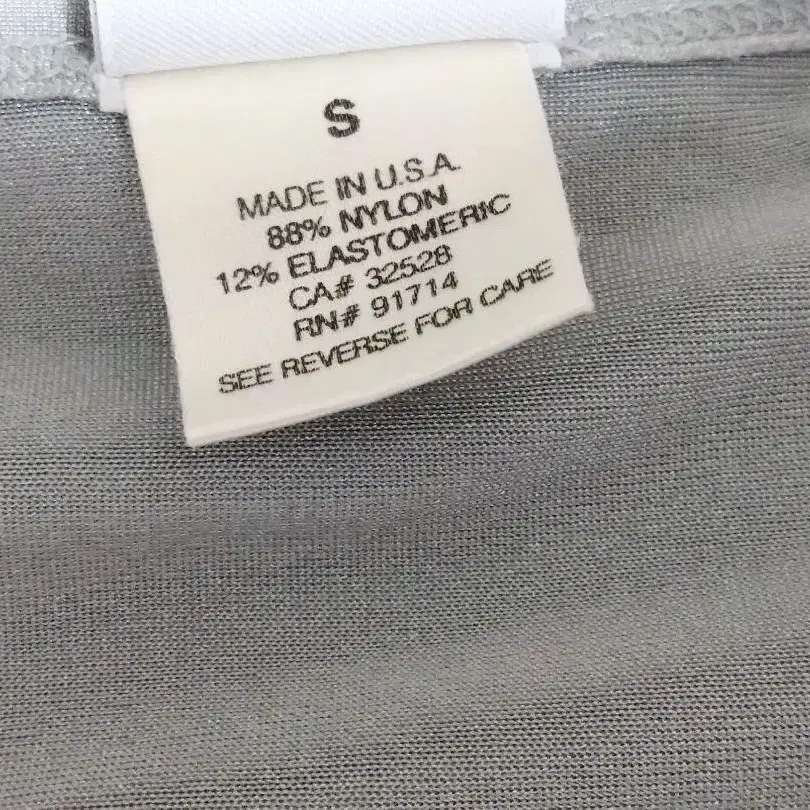 S
MADE IN U.S.A.
88% NYLON
12% ELASTOMERIC
CA# 32528
RN# 91714
SEE REVERSE FOR CARE